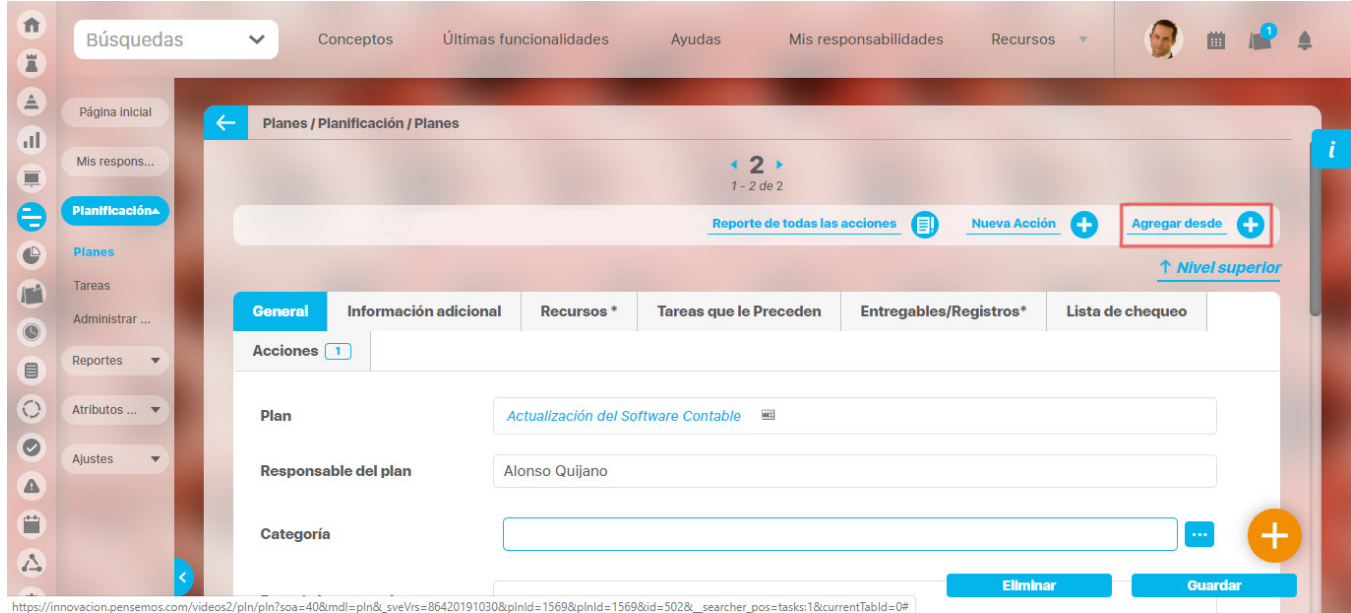 Búsquedas
Conceptos
Últimas funcionalidades
Ayudas
Mis responsabilidades
Recursos
1
Página inicial
Mis respons...
Planificación
Planes
Tareas
Administrar ...
Reportes
Atributos ...
Ajustes
Planes / Planificación / Planes
i
2
1 - 2 de 2
Reporte de todas las acciones
Nueva Acción
Agregar desde
↑ Nivel superior
General
Información adicional
Recursos *
Tareas que le Preceden
Entregables/Registros*
Lista de chequeo
Acciones 1
Plan
Actualización del Software Contable
Responsable del plan
Alonso Quijano
Categoría
...
Eliminar
Guardar
https://innovacion.pensemos.com/videos2/pln/pln?soa=40&mdl=pln&_sveVrs=86420191030&plnId=1569&plnId=1569&id=502&__searcher_pos=tasks:1&currentTabId=0#